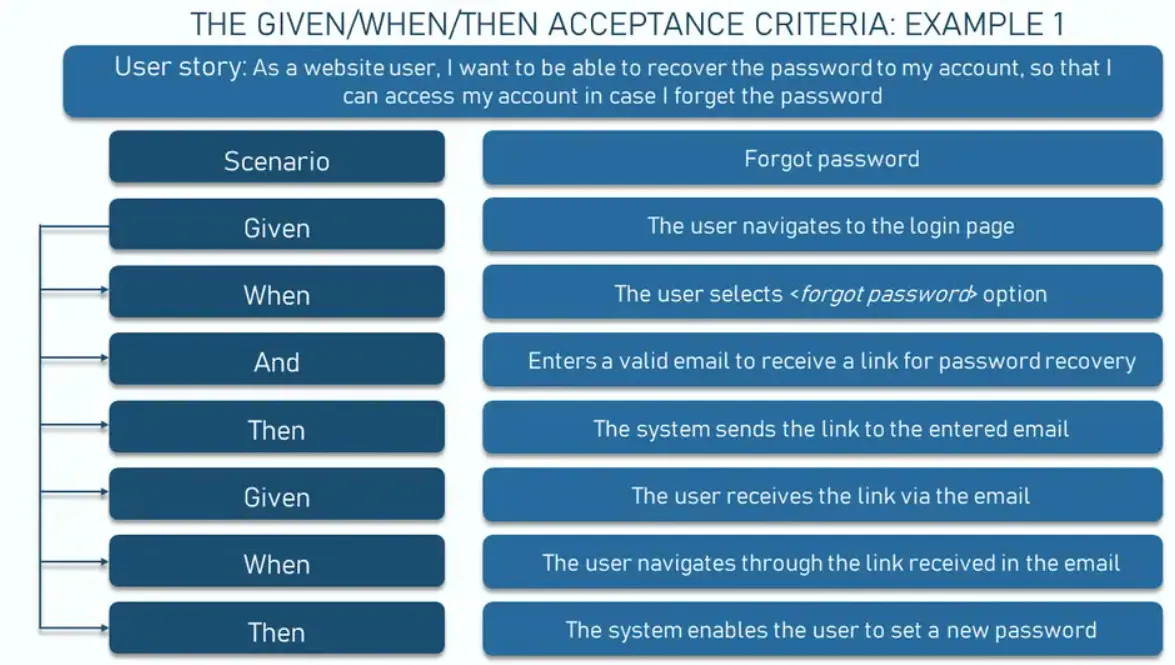 THE GIVEN/WHEN/THEN ACCEPTANCE CRITERIA: EXAMPLE 1
User story: As a website user, I want to be able to recover the password to my account, so that I
can access my account in case I forget the password
Scenario
Forgot password
Given
The user navigates to the login page
When
The user selects <forgot password> option
And
Enters a valid email to receive a link for password recovery
Then
The system sends the link to the entered email
Given
The user receives the link via the email
When
The user navigates through the link received in the email
Then
The system enables the user to set a new password